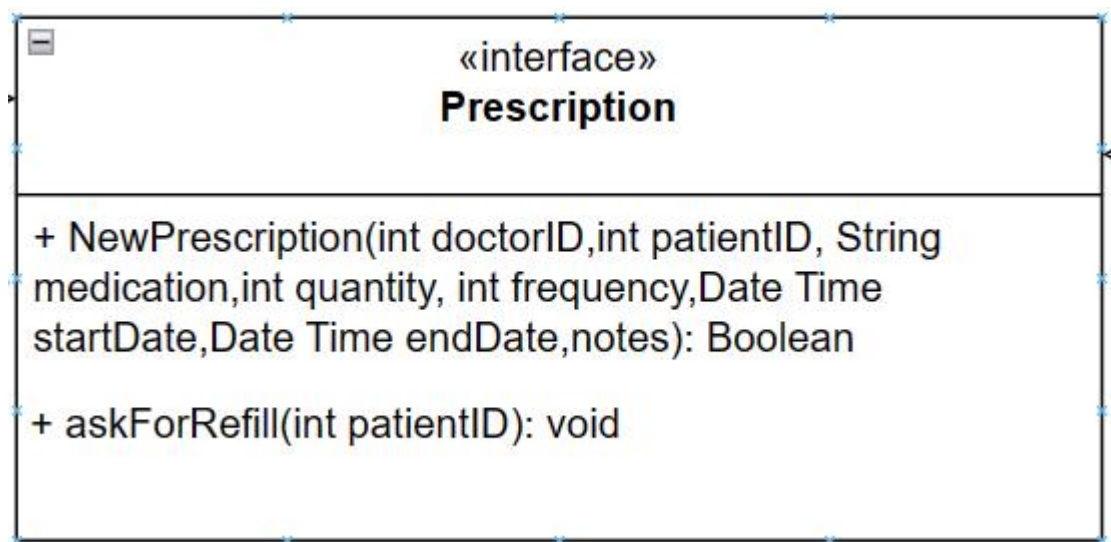 «interface»
Prescription
+ NewPrescription(int doctorID,int patientID, String
medication,int quantity, int frequency,Date Time
startDate,Date Time endDate,notes): Boolean
+ askForRefill(int patientID): void